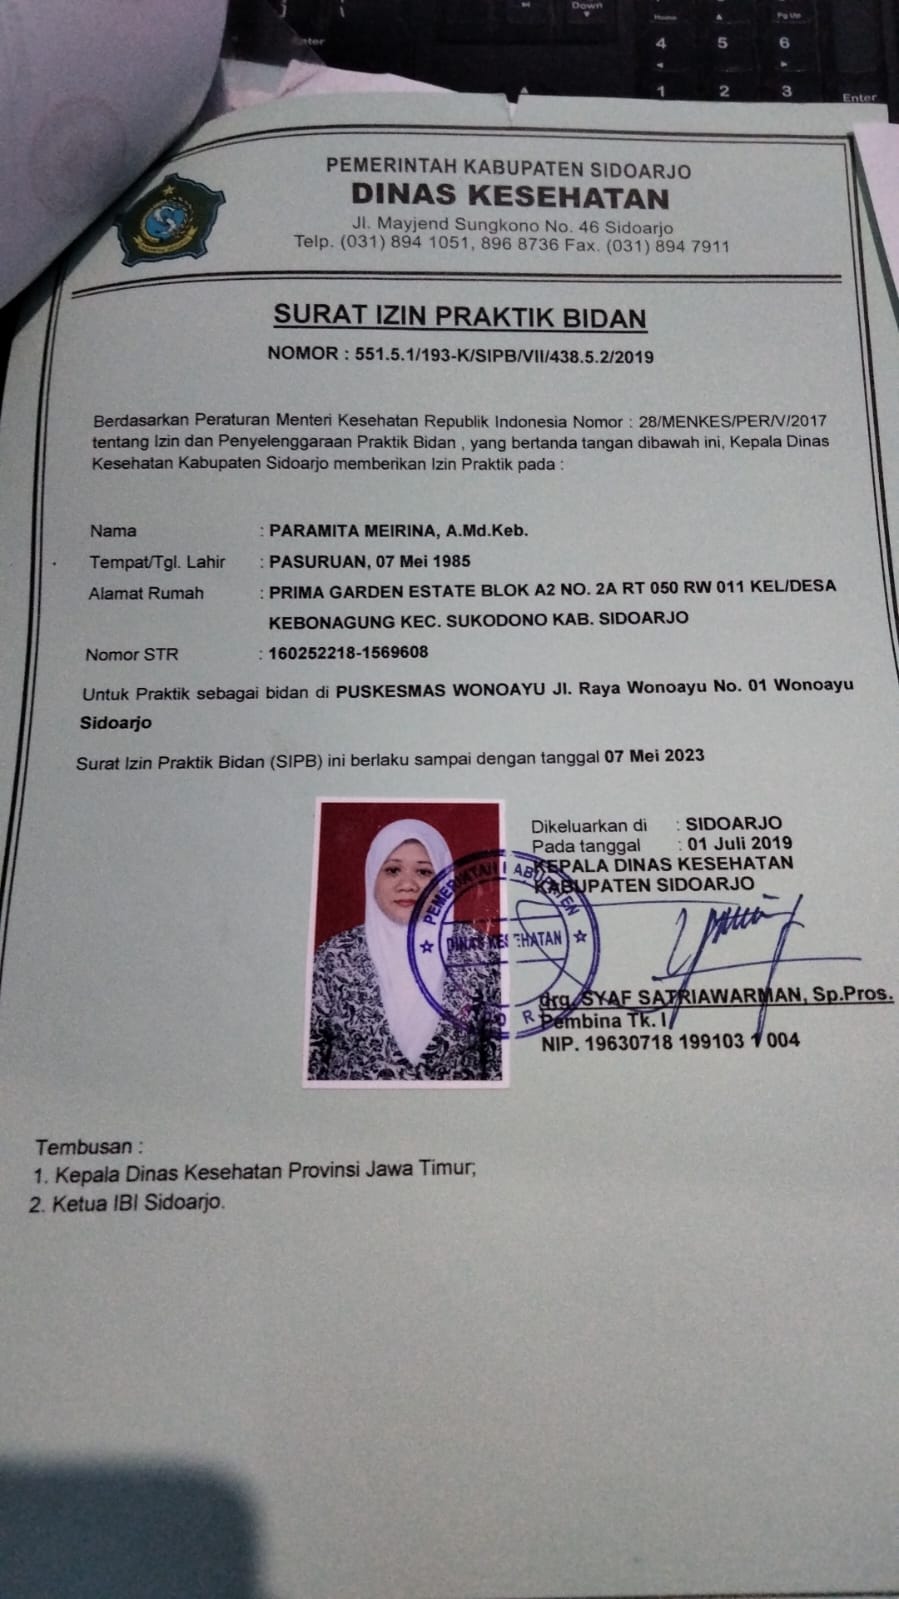 PEMERINTAH KABUPATEN SIDOARJO
DINAS KESEHATAN
Jl. Mayjend Sungkono No. 46 Sidoarjo
Telp. (031) 894 1051, 896 8736 Fax. (031) 894 7911
SURAT IZIN PRAKTIK BIDAN
NOMOR : 551.5.1/193-K/SIPB/VII/438.5.2/2019
Berdasarkan Peraturan Menteri Kesehatan Republik Indonesia Nomor : 28/MENKES/PER/V/2017
tentang Izin dan Penyelenggaraan Praktik Bidan , yang bertanda tangan dibawah ini, Kepala Dinas
Kesehatan Kabupaten Sidoarjo memberikan Izin Praktik pada :
Nama : PARAMITA MEIRINA, A.Md.Keb.
Tempat/Tgl. Lahir : PASURUAN, 07 Mei 1985
Alamat Rumah : PRIMA GARDEN ESTATE BLOK A2 NO. 2A RT 050 RW 011 KEL/DESA
KEBONAGUNG KEC. SUKODONO KAB. SIDOARJO
Nomor STR : 160252218-1569608
Untuk Praktik sebagai bidan di PUSKESMAS WONOAYU Jl. Raya Wonoayu No. 01 Wonoayu
Sidoarjo
Surat Izin Praktik Bidan (SIPB) ini berlaku sampai dengan tanggal 07 Mei 2023
Dikeluarkan di : SIDOARJO
Pada tanggal : 01 Juli 2019
KEPALA DINAS KESEHATAN
KABUPATEN SIDOARJO
PEMERINTAH KABUPATEN
DINAS KESEHATAN
drg. SYAF SATRIAWARMAN, Sp.Pros.
Pembina Tk. I
NIP. 19630718 199103 1 004
Tembusan :
1. Kepala Dinas Kesehatan Provinsi Jawa Timur;
2. Ketua IBI Sidoarjo.
Down
Home
Pg Up
4 5 6
1 2 3
Enter